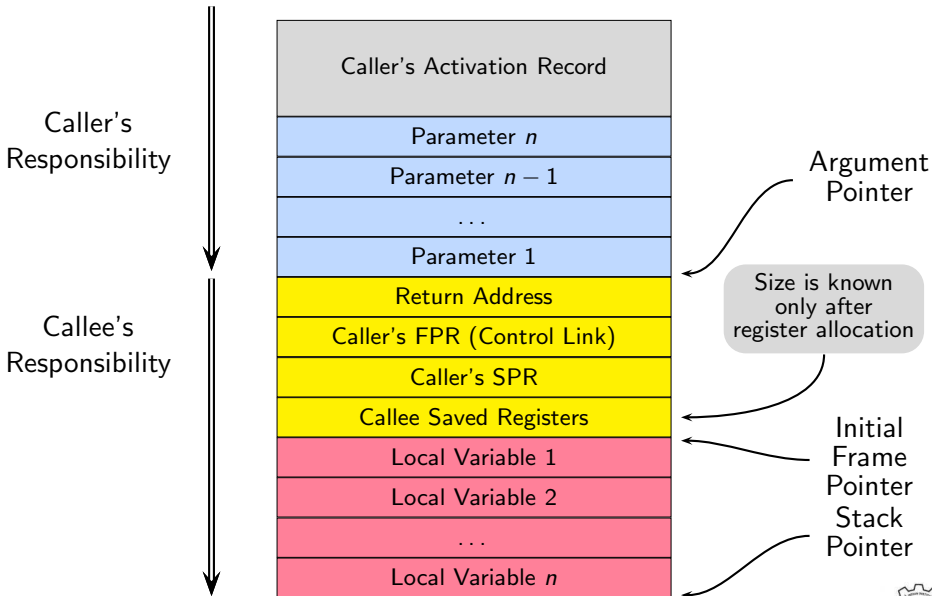 Caller's
Responsibility
Callee's
Responsibility
Caller's Activation Record
Parameter n
Parameter n − 1
. . .
Parameter 1
Return Address
Caller's FPR (Control Link)
Caller's SPR
Callee Saved Registers
Local Variable 1
Local Variable 2
. . .
Local Variable n
Argument
Pointer
Size is known
only after
register allocation
Initial
Frame
Pointer
Stack
Pointer